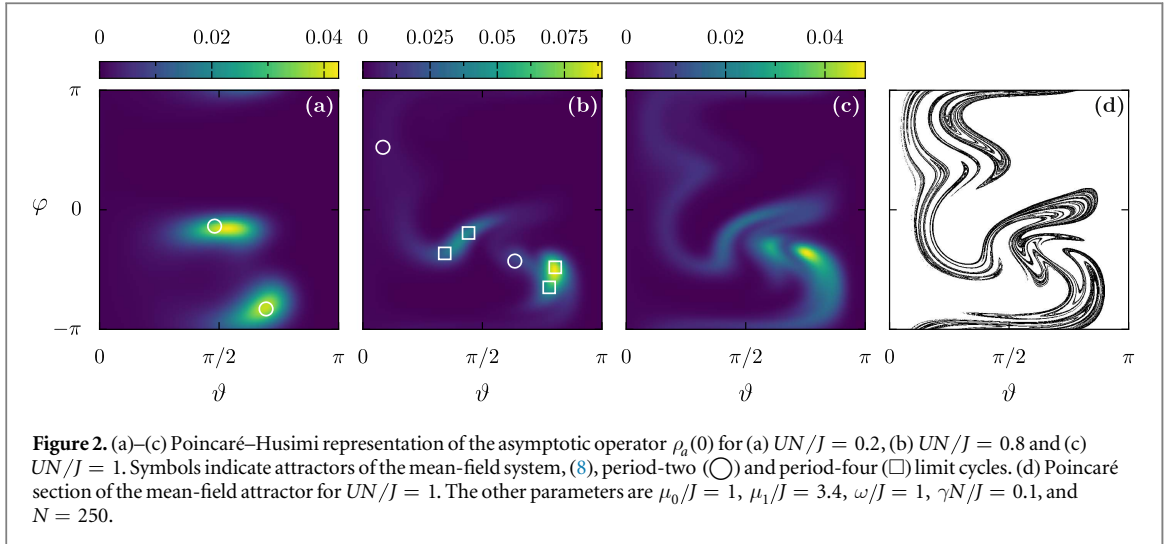 0 0.02 0.04 0 0.025 0.05 0.075 0 0.02 0.04
π (a) (b) (c) (d)
φ 0
−π
0 π/2 π 0 π/2 π 0 π/2 π 0 π/2 π
ϑ ϑ ϑ ϑ
Figure 2. (a)–(c) Poincaré–Husimi representation of the asymptotic operator ρₐ(0) for (a) UN/J = 0.2, (b) UN/J = 0.8 and (c)
UN/J = 1. Symbols indicate attractors of the mean-field system, (8), period-two (◯) and period-four (□) limit cycles. (d) Poincaré
section of the mean-field attractor for UN/J = 1. The other parameters are μ₀/J = 1, μ₁/J = 3.4, ω/J = 1, γN/J = 0.1, and
N = 250.